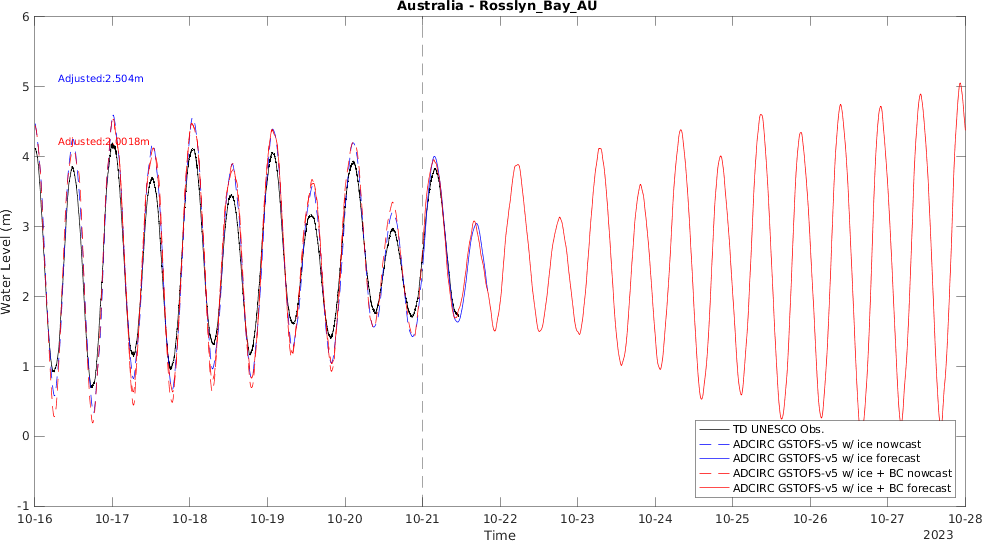 Australia - Rosslyn_Bay_AU
6
5
4
3
2
1
0
-1
Water Level (m)
Adjusted:2.504m
Adjusted:2.0018m
TD UNESCO Obs.
ADCIRC GSTOFS-v5 w/ ice nowcast
ADCIRC GSTOFS-v5 w/ ice forecast
ADCIRC GSTOFS-v5 w/ ice + BC nowcast
ADCIRC GSTOFS-v5 w/ ice + BC forecast
10-16 10-17 10-18 10-19 10-20 10-21 10-22 10-23 10-24 10-25 10-26 10-27 10-28
Time
2023